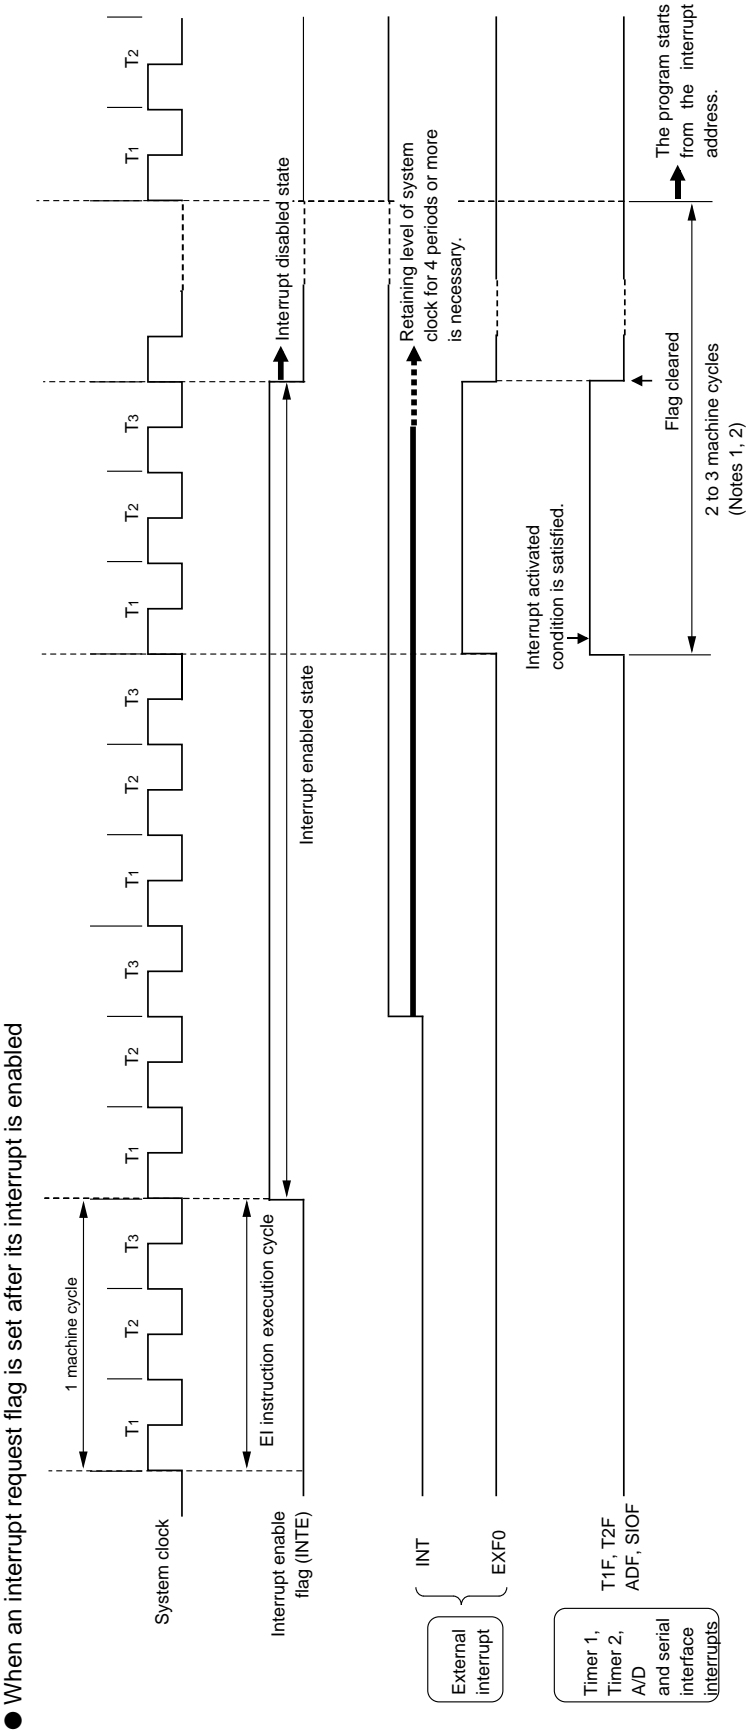 ● When an interrupt request flag is set after its interrupt is enabled
1 machine cycle
T1
T2
T3
T1
T2
T3
T1
T2
T3
T1
T2
T3
T1
T2
System clock
EI instruction execution cycle
Interrupt enable
flag (INTE)
Interrupt enabled state
Interrupt disabled state
External
interrupt
INT
Retaining level of system
clock for 4 periods or more
is necessary.
EXF0
Interrupt activated
condition is satisfied.
Timer 1,
Timer 2,
A/D
and serial
interface
interrupts
T1F, T2F
ADF, SIOF
Flag cleared
2 to 3 machine cycles
(Notes 1, 2)
The program starts
from the interrupt
address.